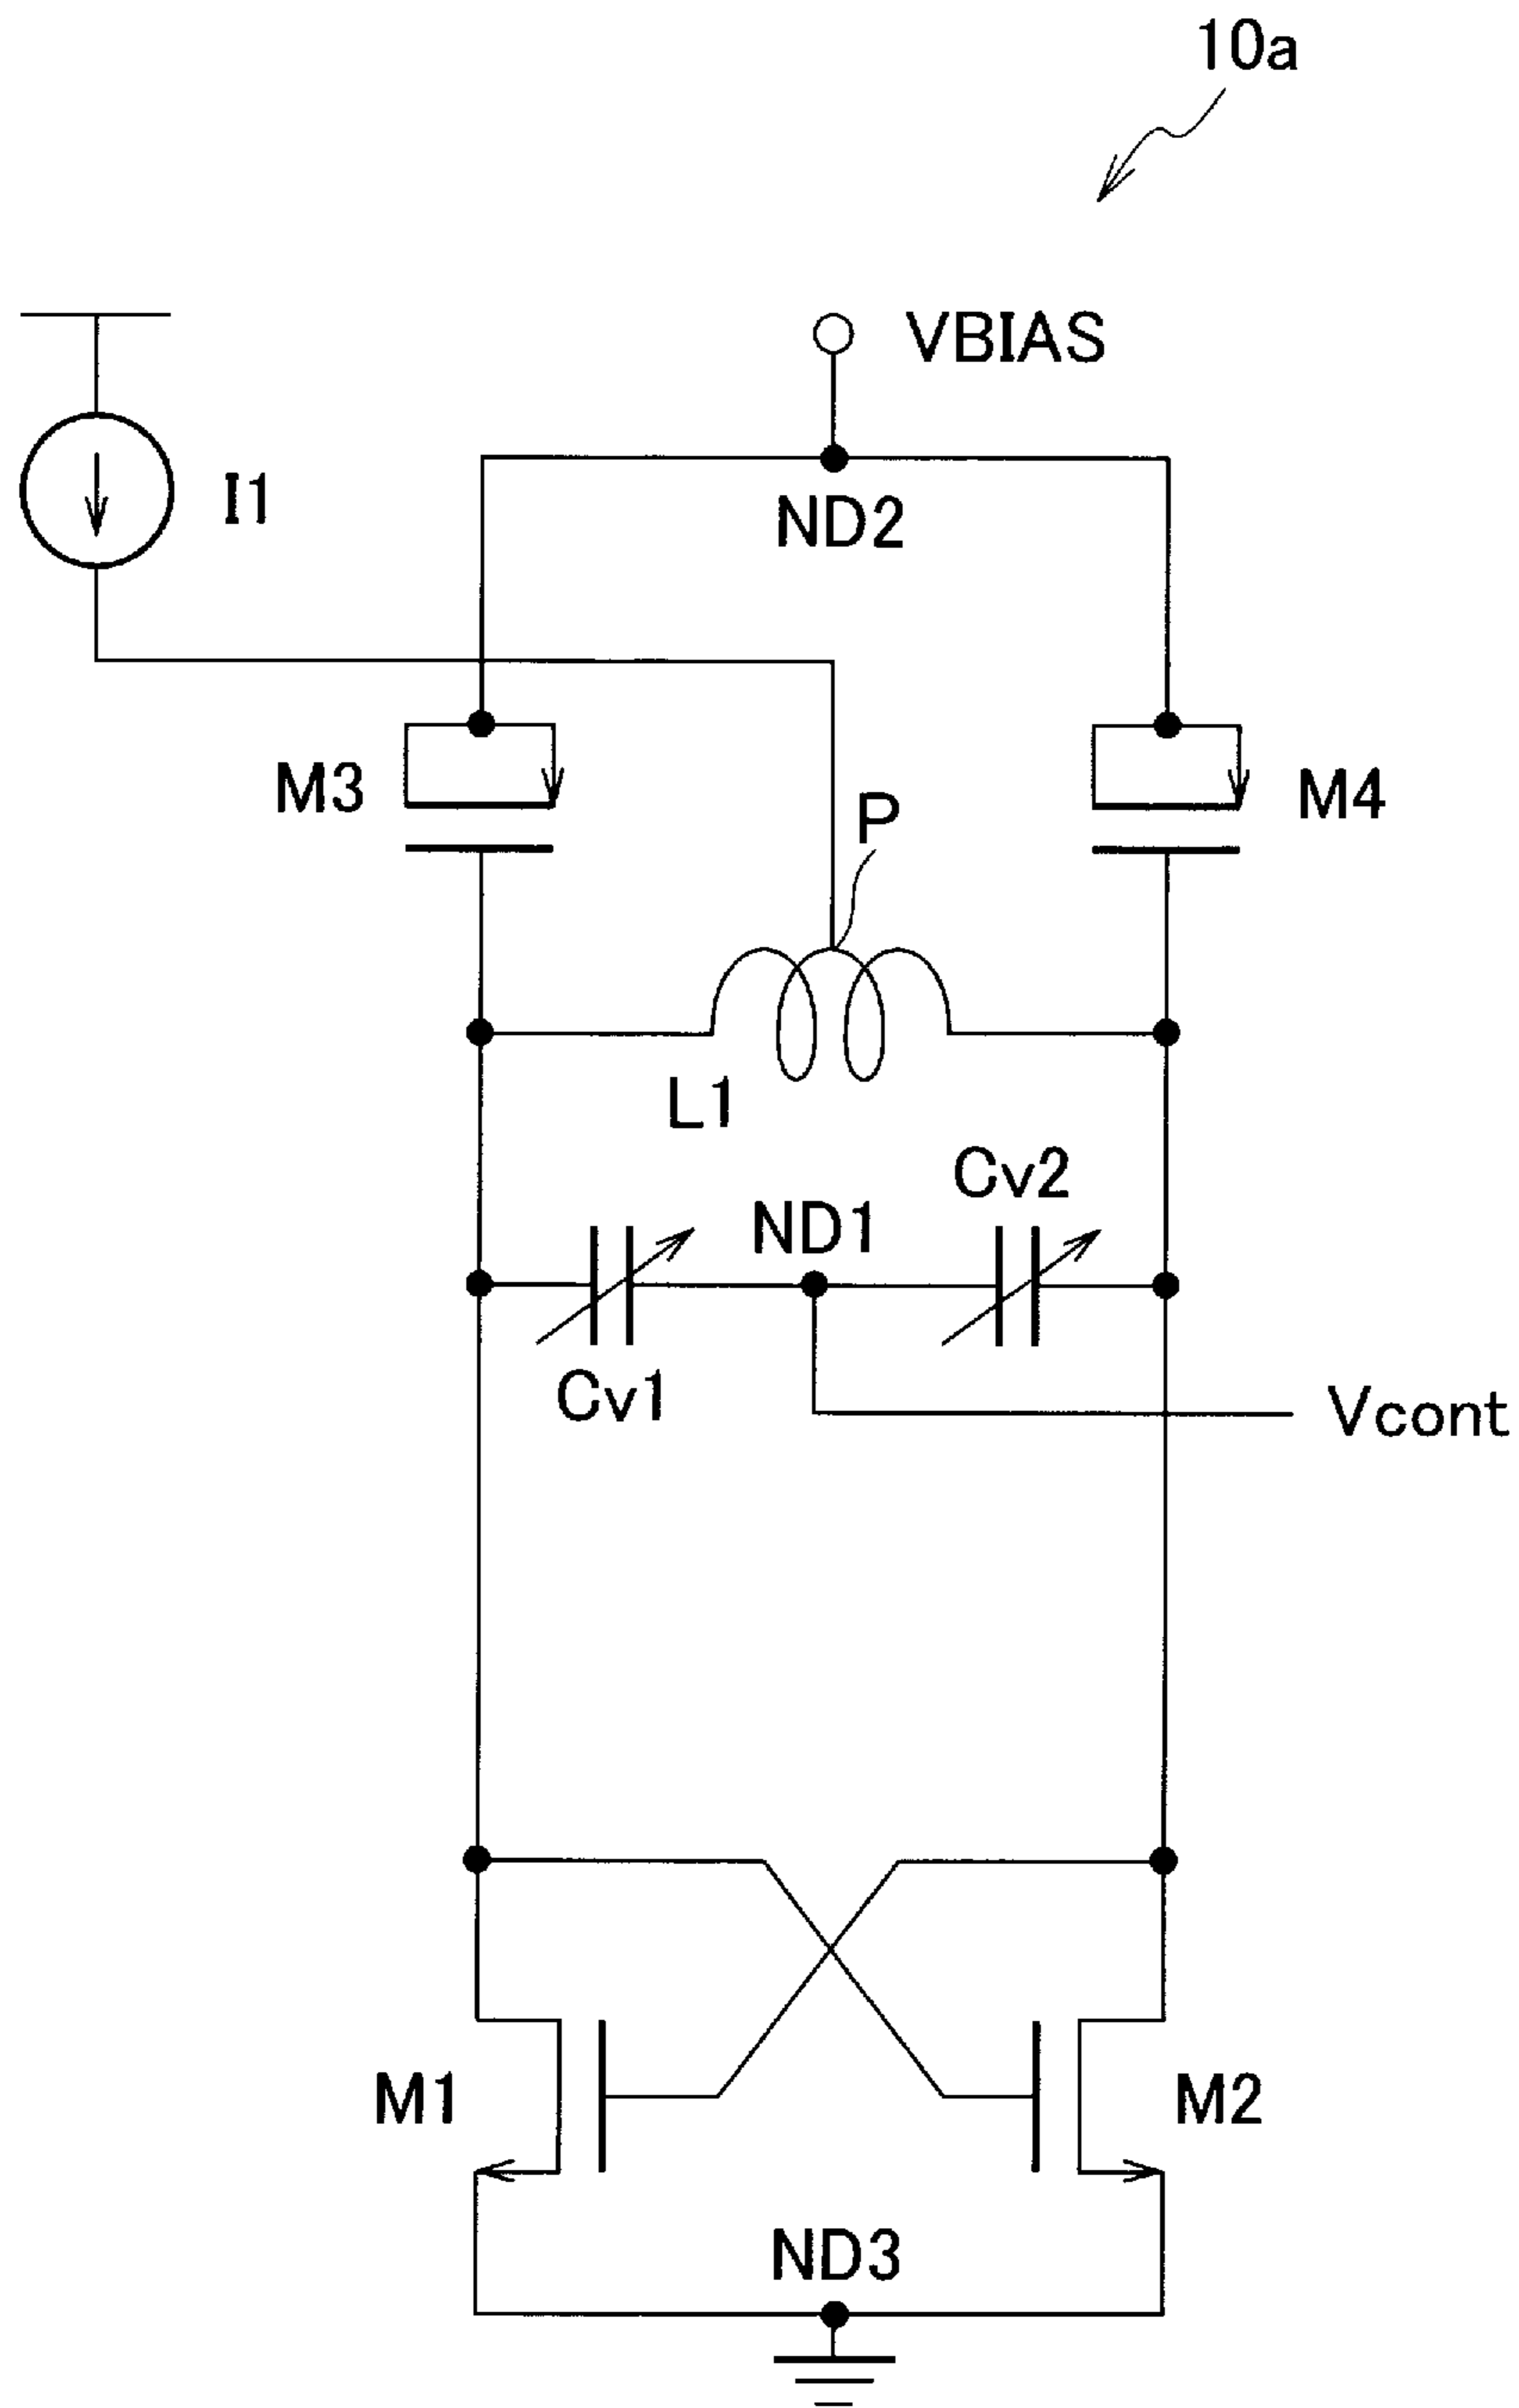 10a
VBIAS
I1
ND2
M3
M4
P
L1
Cv2
ND1
Cv1
Vcont
M1
M2
ND3